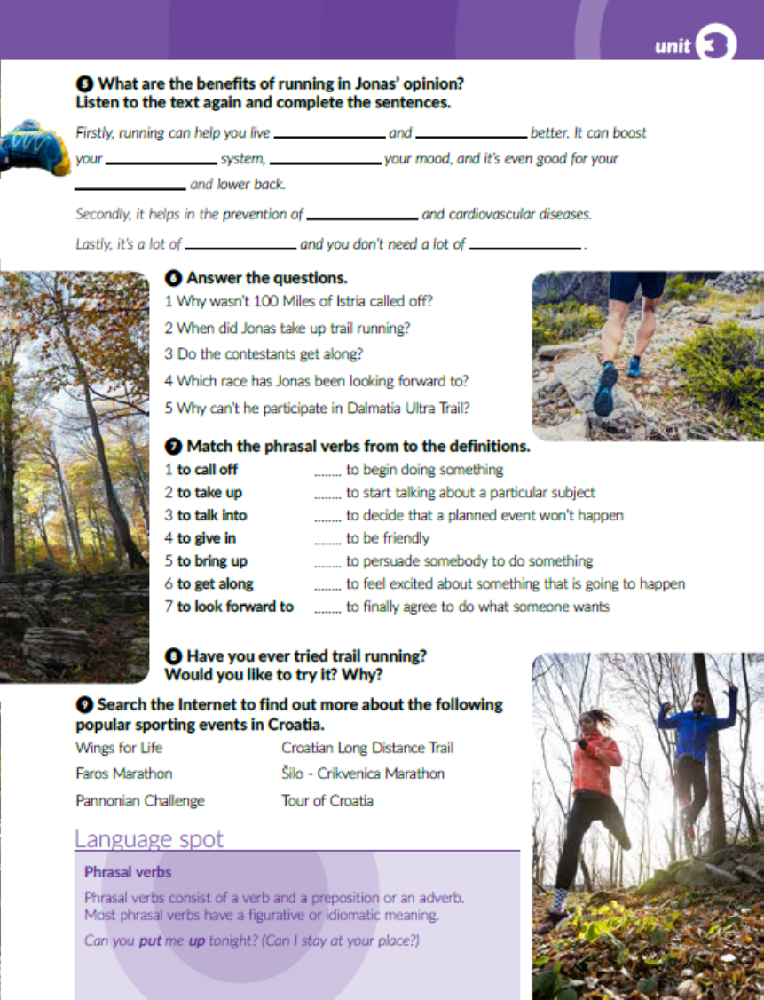 unit 3
5 What are the benefits of running in Jonas' opinion?
Listen to the text again and complete the sentences.
Firstly, running can help you live ____________ and ____________ better. It can boost
your ____________ system, ____________ your mood, and it's even good for your
____________ and lower back.
Secondly, it helps in the prevention of ____________ and cardiovascular diseases.
Lastly, it's a lot of ____________ and you don't need a lot of ____________.
6 Answer the questions.
1 Why wasn't 100 Miles of Istria called off?
2 When did Jonas take up trail running?
3 Do the contestants get along?
4 Which race has Jonas been looking forward to?
5 Why can't he participate in Dalmatia Ultra Trail?
7 Match the phrasal verbs from to the definitions.
1 to call off ........ to begin doing something
2 to take up ........ to start talking about a particular subject
3 to talk into ........ to decide that a planned event won't happen
4 to give in ........ to be friendly
5 to bring up ........ to persuade somebody to do something
6 to get along ........ to feel excited about something that is going to happen
7 to look forward to ........ to finally agree to do what someone wants
8 Have you ever tried trail running?
Would you like to try it? Why?
9 Search the Internet to find out more about the following
popular sporting events in Croatia.
Wings for Life Croatian Long Distance Trail
Faros Marathon Šilo - Crikvenica Marathon
Pannonian Challenge Tour of Croatia
Language spot
Phrasal verbs
Phrasal verbs consist of a verb and a preposition or an adverb.
Most phrasal verbs have a figurative or idiomatic meaning.
Can you put me up tonight? (Can I stay at your place?)